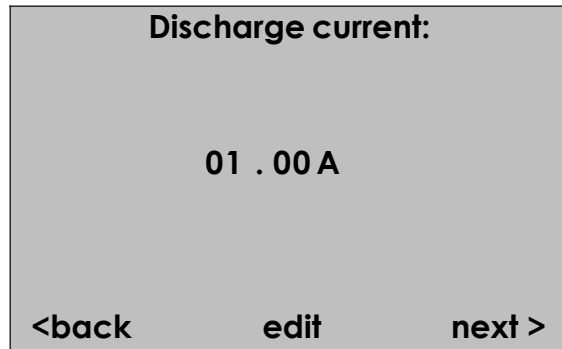 Discharge current:
01 . 00 A
<back edit next >